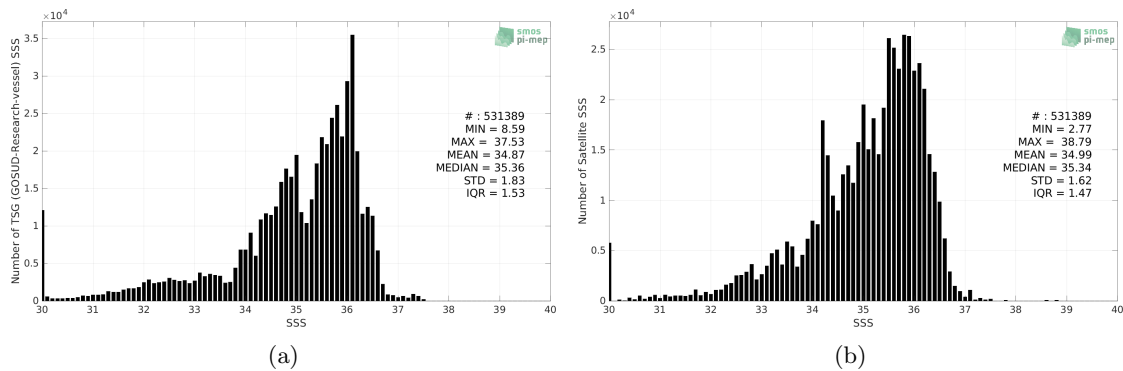 ×10⁴
3.5
3
2.5
2
1.5
1
0.5
0
30 31 32 33 34 35 36 37 38 39 40
SSS
Number of TSG (GOSUD-Research-vessel) SSS
smos
pi-mep
# : 531389
MIN = 8.59
MAX = 37.53
MEAN = 34.87
MEDIAN = 35.36
STD = 1.83
IQR = 1.53
(a)
×10⁴
2.5
2
1.5
1
0.5
0
30 31 32 33 34 35 36 37 38 39 40
SSS
Number of Satellite SSS
smos
pi-mep
# : 531389
MIN = 2.77
MAX = 38.79
MEAN = 34.99
MEDIAN = 35.34
STD = 1.62
IQR = 1.47
(b)